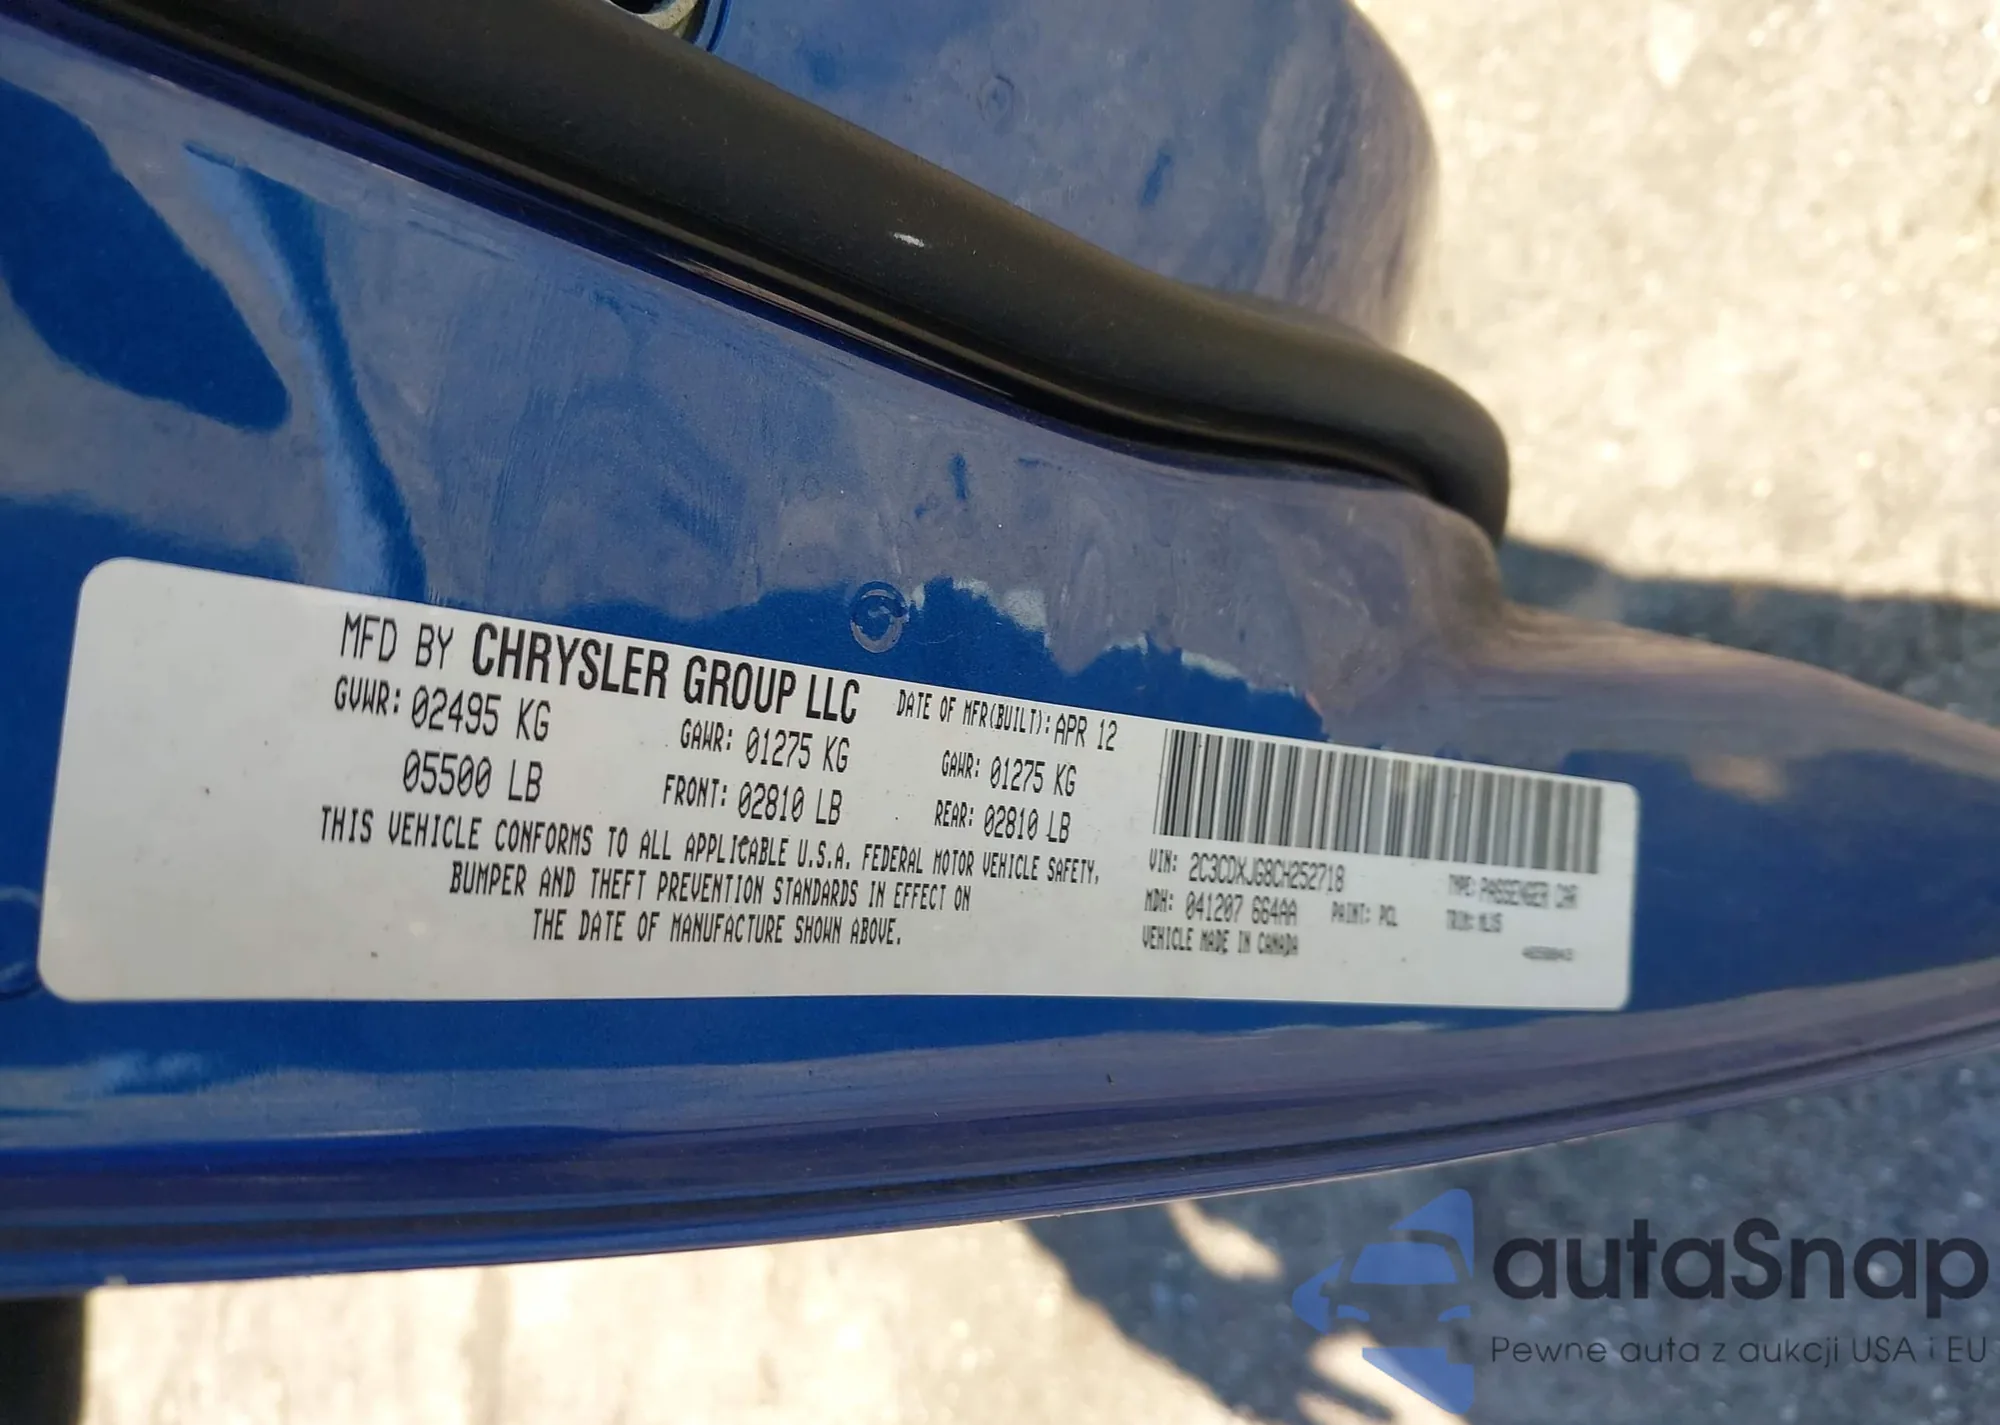 MFD BY CHRYSLER GROUP LLC DATE OF MFR(BUILT): APR 12
GVWR: 02495 KG GAWR: 01275 KG GAWR: 01275 KG
05500 LB FRONT: 02810 LB REAR: 02810 LB
THIS VEHICLE CONFORMS TO ALL APPLICABLE U.S.A. FEDERAL MOTOR VEHICLE SAFETY,
BUMPER AND THEFT PREVENTION STANDARDS IN EFFECT ON
THE DATE OF MANUFACTURE SHOWN ABOVE.
VIN: 2C3CDXJG8CH252718 TYPE: PASSENGER CAR
MDH: 041207 664AA PAINT: PCL TRIM:
VEHICLE MADE IN CANADA
autaSnap
Pewne auta z aukcji USA i EU